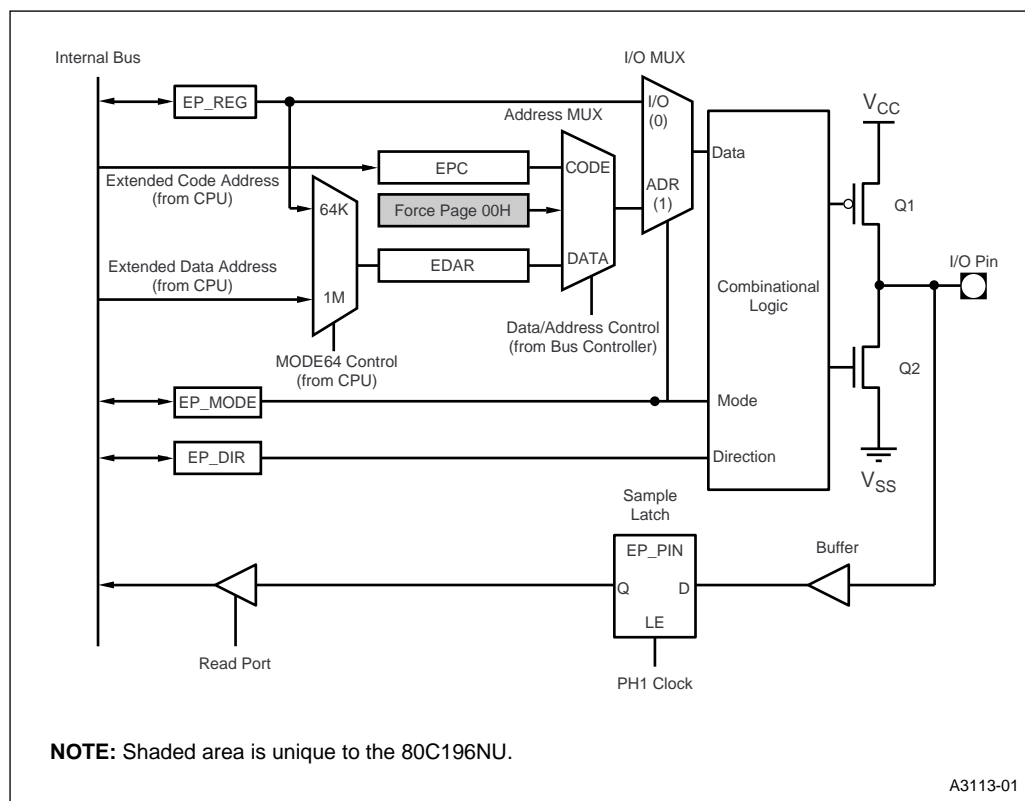 Internal Bus
I/O MUX
EP_REG
I/O
(0)
VCC
Address MUX
Data
EPC
CODE
Extended Code Address
(from CPU)
ADR
(1)
64K
Force Page 00H
Q1
Extended Data Address
(from CPU)
EDAR
DATA
I/O Pin
1M
Combinational
Logic
Data/Address Control
(from Bus Controller)
MODE64 Control
(from CPU)
Q2
EP_MODE
Mode
EP_DIR
Direction
VSS
Sample
Latch
EP_PIN
Buffer
Q
D
LE
Read Port
PH1 Clock
NOTE: Shaded area is unique to the 80C196NU.
A3113-01